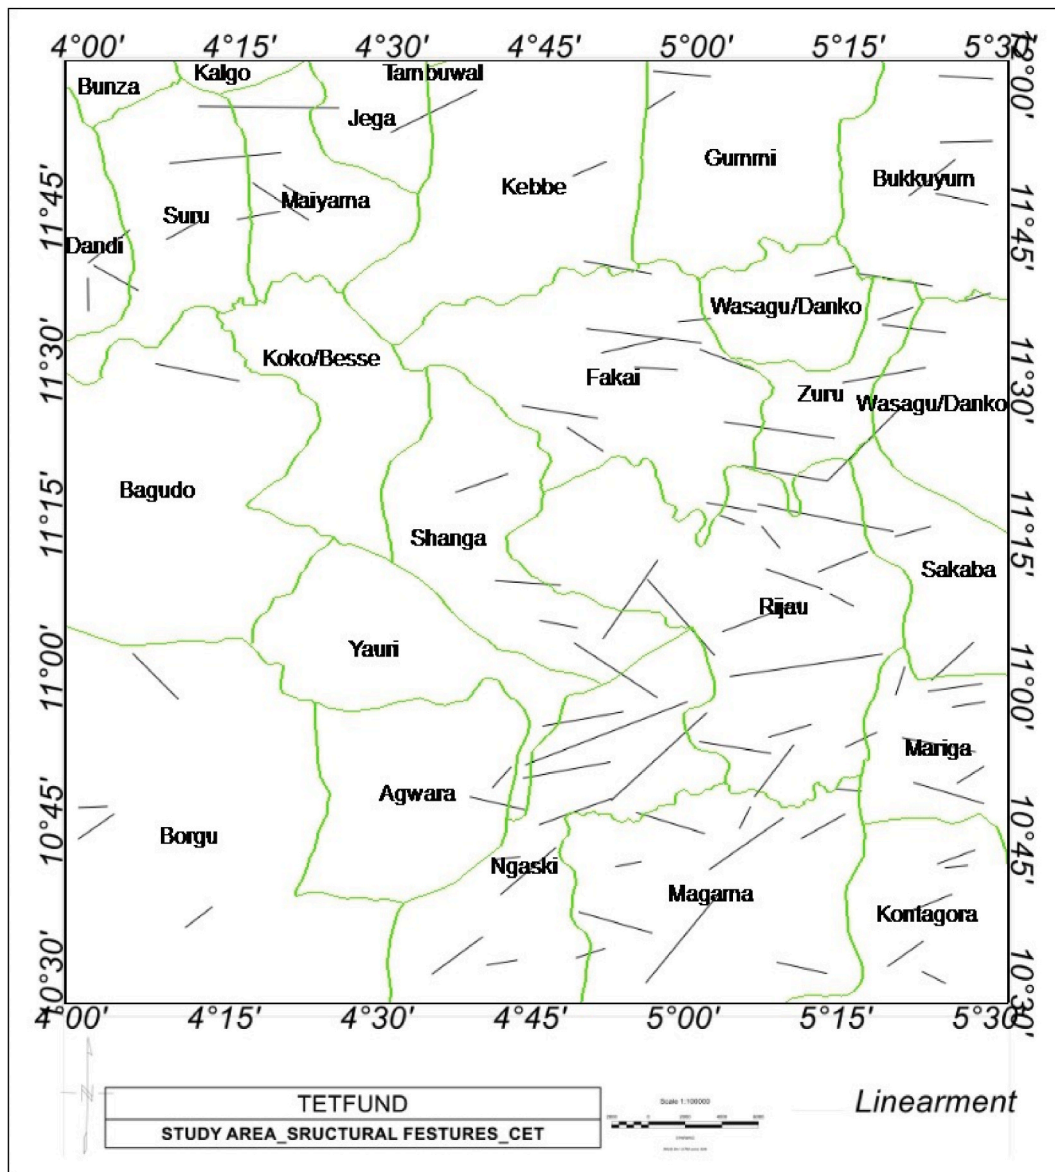 4°00' 4°15' 4°30' 4°45' 5°00' 5°15' 5°30'
12°00'
Bunza
Kalgo
Tambuwal
Jega
Gummi
11°45'
Suru
Maiyama
Kebbe
Bukkuyum
11°45'
Dandi
Wasagu/Danko
11°30'
Koko/Besse
Fakai
Zuru
Wasagu/Danko
11°30'
11°15'
Bagudo
Shanga
Sakaba
11°15'
Rijau
11°00'
Yauri
11°00'
Mariga
10°45'
Agwara
Borgu
Ngaski
Magama
Kontagora
10°45'
10°30'
10°30'
4°00' 4°15' 4°30' 4°45' 5°00' 5°15' 5°30'
TETFUND
STUDY AREA_SRUCTURAL FESTURES_CET
Scale 1:100000
Linearment